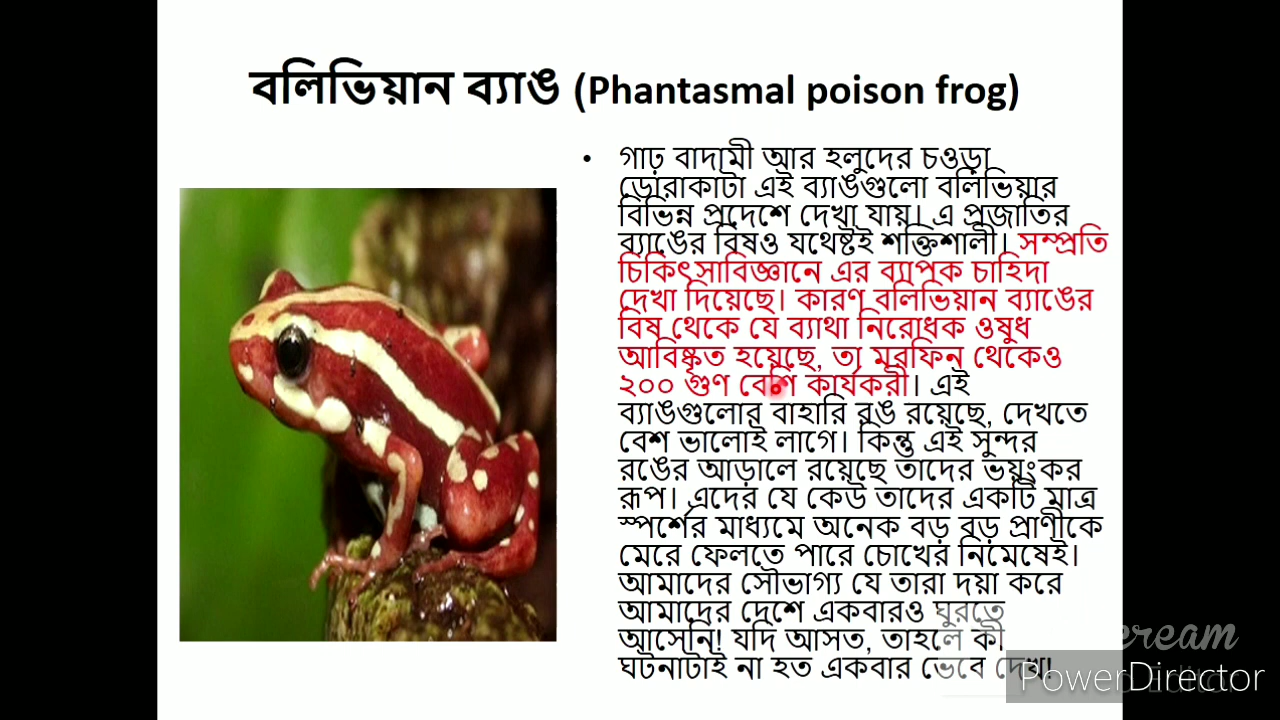 বলিভিয়ান ব্যাঙ (Phantasmal poison frog)
• গাঢ় বাদামী আর হলুদের চওড়া
ডোরাকাটা এই ব্যাঙগুলো বলিভিয়ার
বিভিন্ন প্রদেশে দেখা যায়। এ প্রজাতির
ব্যাঙের বিষও যথেষ্টই শক্তিশালী। সম্প্রতি
চিকিৎসাবিজ্ঞানে এর ব্যাপক চাহিদা
দেখা দিয়েছে। কারণ বলিভিয়ান ব্যাঙের
বিষ থেকে যে ব্যাথা নিরোধক ওষুধ
আবিষ্কৃত হয়েছে, তা মরফিন থেকেও
২০০ গুণ বেশি কার্যকরী। এই
ব্যাঙগুলোর বাহারি রঙ রয়েছে, দেখতে
বেশ ভালোই লাগে। কিন্তু এই সুন্দর
রঙের আড়ালে রয়েছে তাদের ভয়ংকর
রূপ। এদের যে কেউ তাদের একটি মাত্র
স্পর্শের মাধ্যমে অনেক বড় বড় প্রাণীকে
মেরে ফেলতে পারে চোখের নিমেষেই।
আমাদের সৌভাগ্য যে তারা দয়া করে
আমাদের দেশে একবারও ঘুরতে
আসেনি! যদি আসত, তাহলে কী
ঘটনাটাই না হত একবার ভেবে দেখ!
PowerDirector